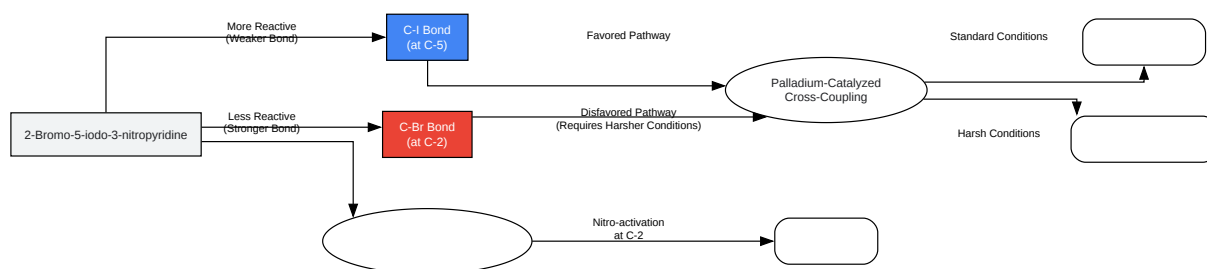 More Reactive
(Weaker Bond)
C-I Bond
(at C-5)
Favored Pathway
Standard Conditions
Palladium-Catalyzed
Cross-Coupling
2-Bromo-5-iodo-3-nitropyridine
Less Reactive
(Stronger Bond)
C-Br Bond
(at C-2)
Disfavored Pathway
(Requires Harsher Conditions)
Harsh Conditions
Nitro-activation
at C-2